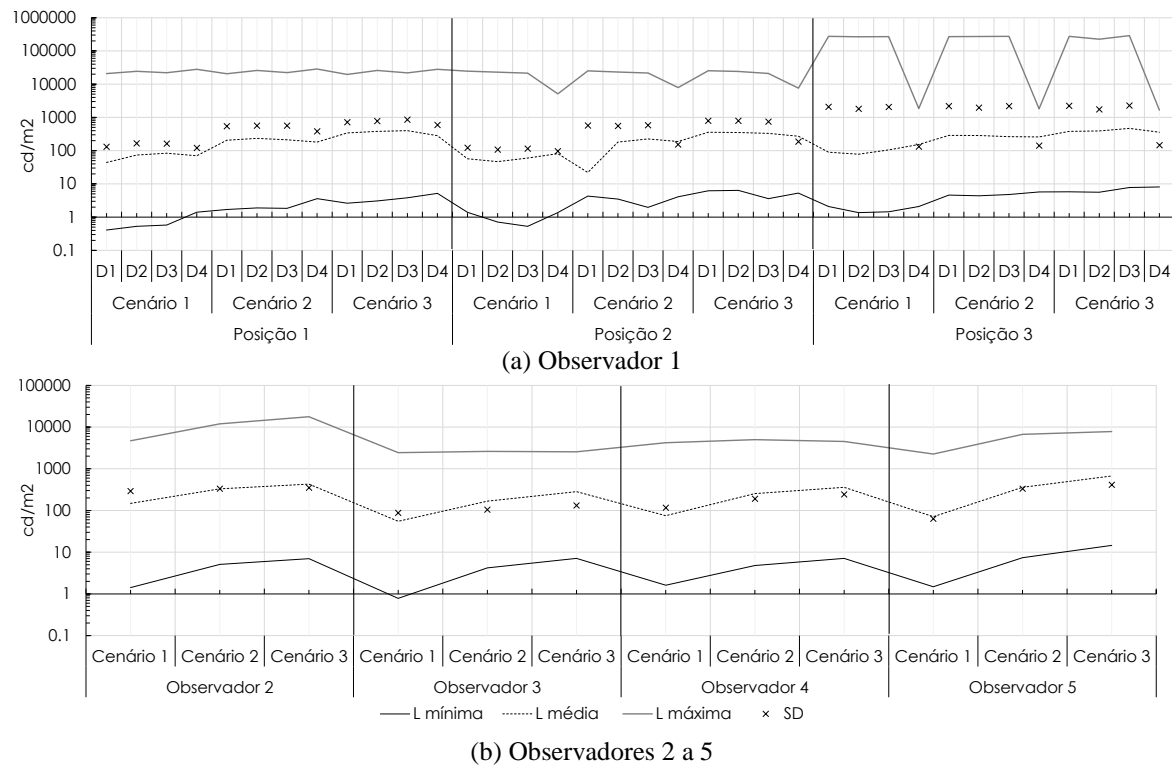 1000000
100000
10000
1000
100
10
1
0.1
cd/m2
D1 D2 D3 D4 D1 D2 D3 D4 D1 D2 D3 D4 D1 D2 D3 D4 D1 D2 D3 D4 D1 D2 D3 D4 D1 D2 D3 D4 D1 D2 D3 D4 D1 D2 D3 D4
Cenário 1 Cenário 2 Cenário 3 Cenário 1 Cenário 2 Cenário 3 Cenário 1 Cenário 2 Cenário 3
Posição 1 Posição 2 Posição 3
(a) Observador 1
100000
10000
1000
100
10
1
0.1
cd/m2
Cenário 1 Cenário 2 Cenário 3 Cenário 1 Cenário 2 Cenário 3 Cenário 1 Cenário 2 Cenário 3 Cenário 1 Cenário 2 Cenário 3
Observador 2 Observador 3 Observador 4 Observador 5
L mínima L média L máxima × SD
(b) Observadores 2 a 5